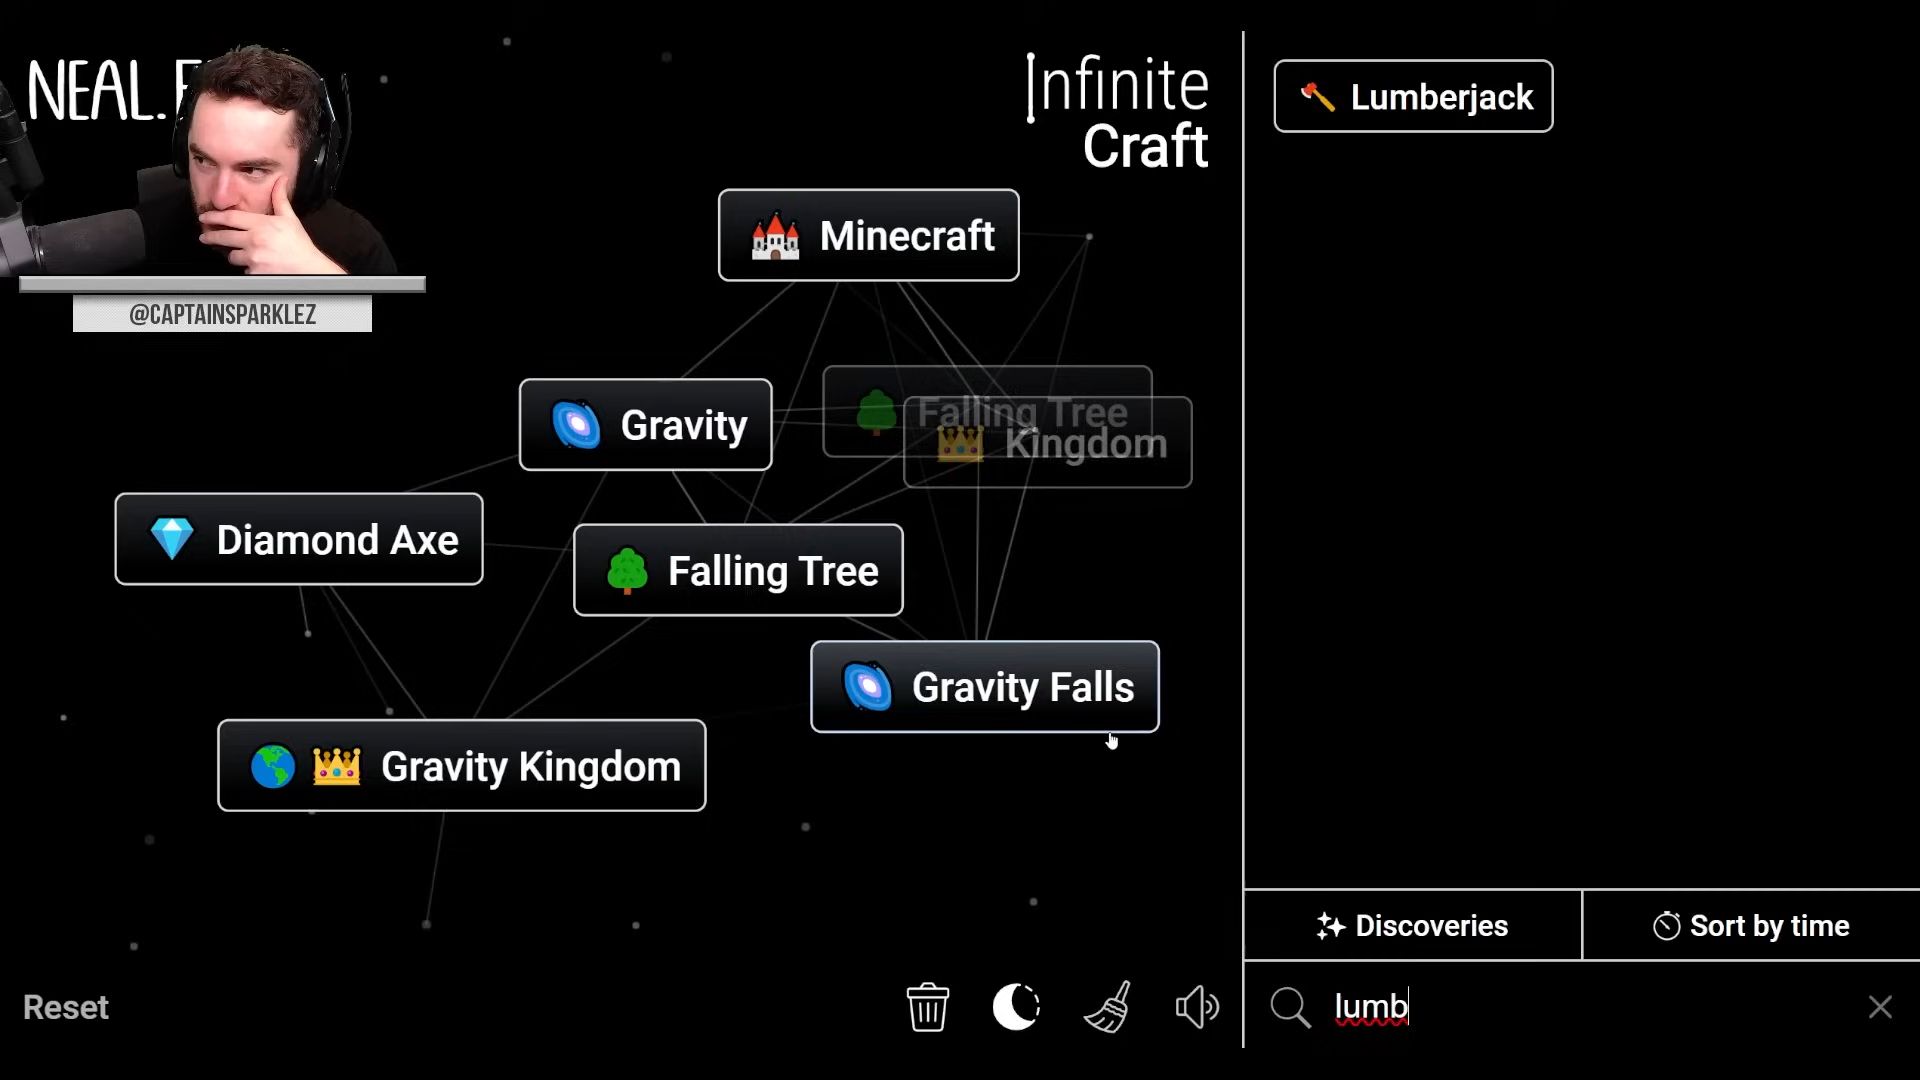 NEAL.F
Infinite
Craft
Lumberjack
Minecraft
@CAPTAINSPARKLEZ
Gravity
Falling Tree
Kingdom
Diamond Axe
Falling Tree
Gravity Falls
Gravity Kingdom
Discoveries
Sort by time
Reset
lumb